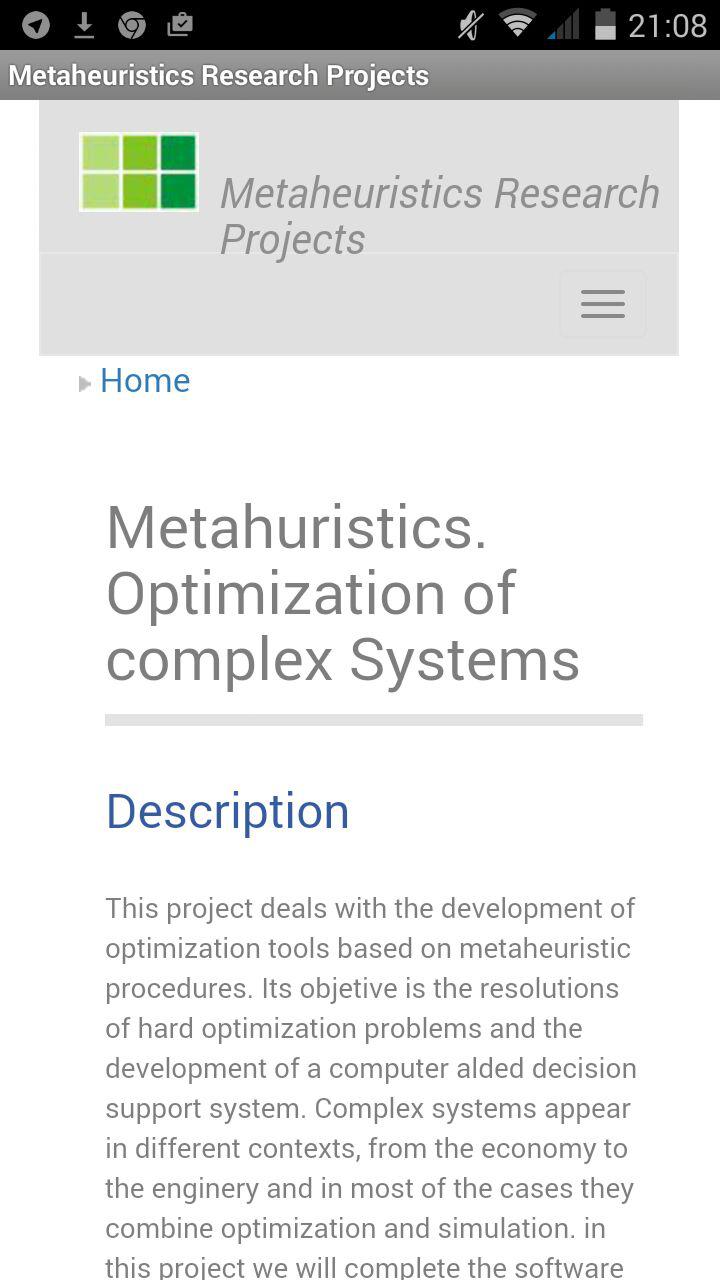 21:08
Metaheuristics Research Projects
Metaheuristics Research
Projects
Home
Metahuristics.
Optimization of
complex Systems
Description
This project deals with the development of
optimization tools based on metaheuristic
procedures. Its objetive is the resolutions
of hard optimization problems and the
development of a computer alded decision
support system. Complex systems appear
in different contexts, from the economy to
the enginery and in most of the cases they
combine optimization and simulation. in
this project we will complete the software